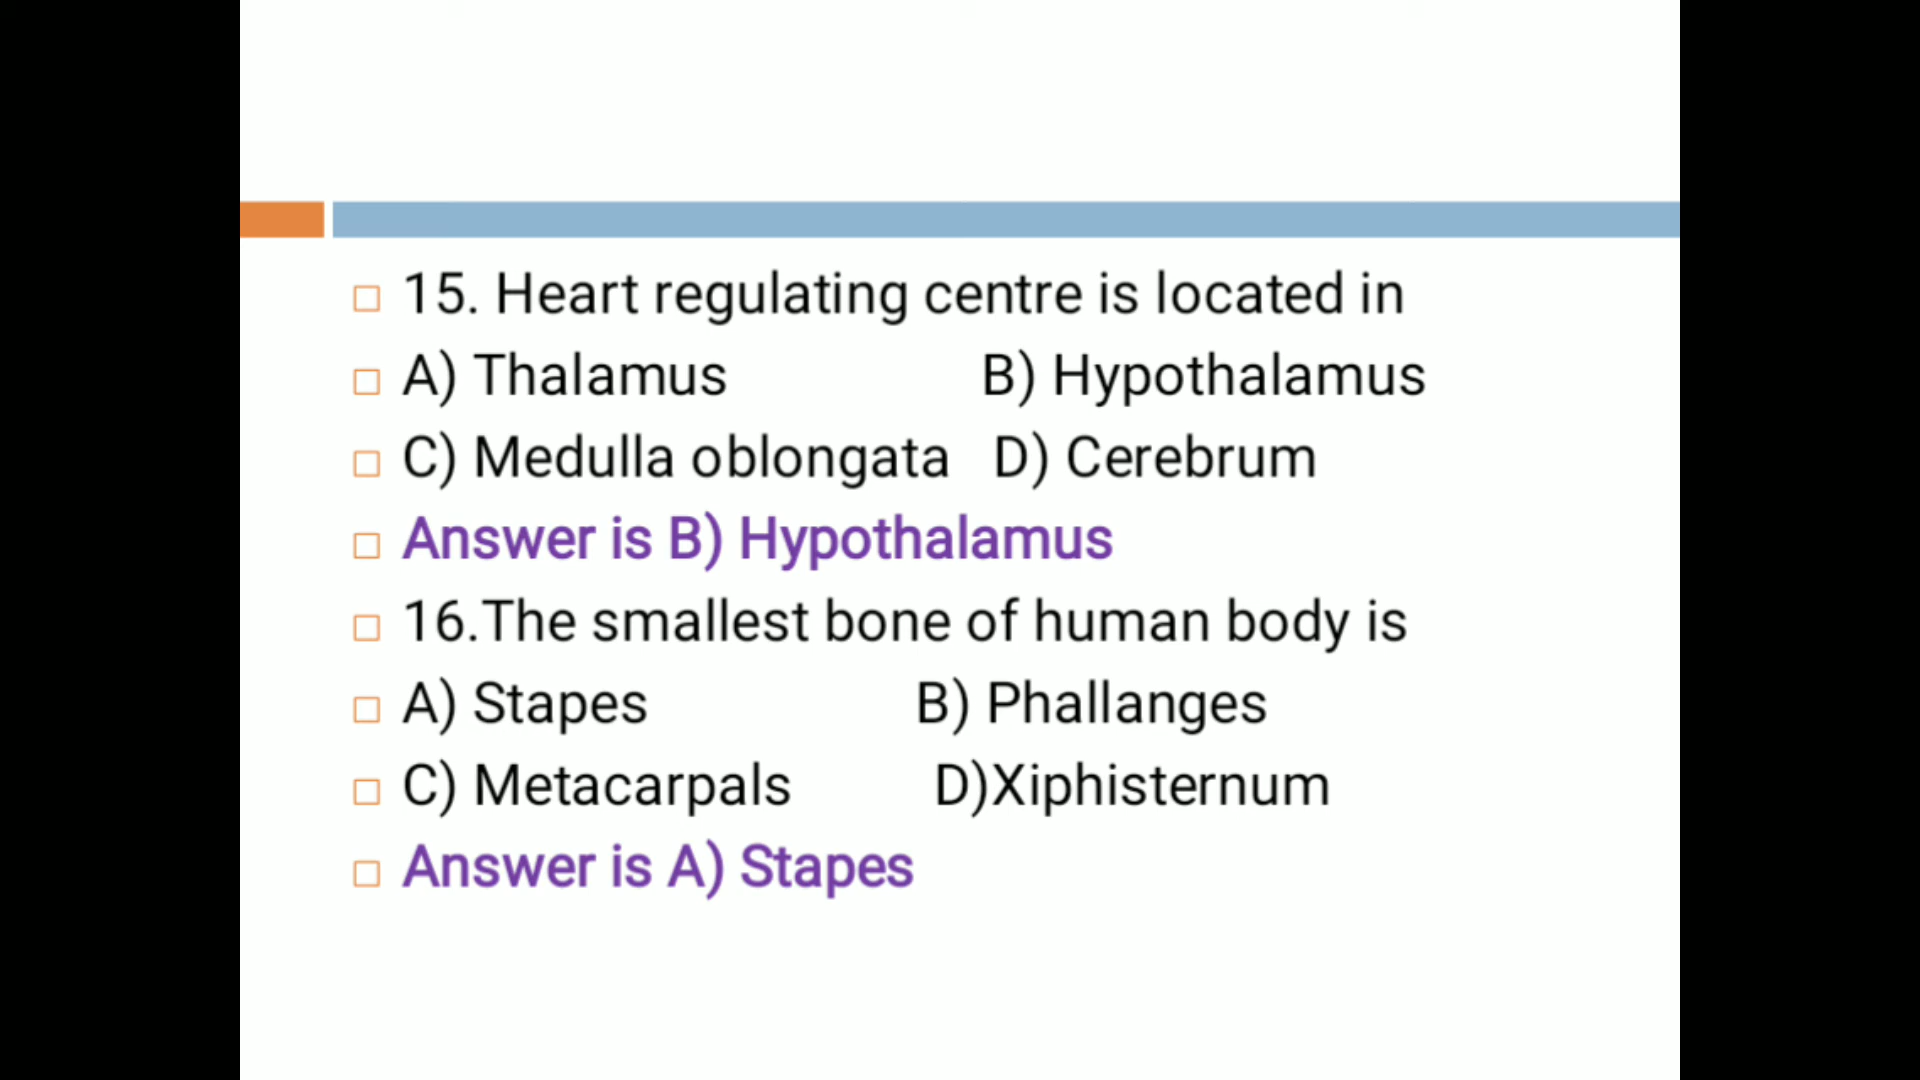 15. Heart regulating centre is located in
A) Thalamus B) Hypothalamus
C) Medulla oblongata D) Cerebrum
Answer is B) Hypothalamus
16.The smallest bone of human body is
A) Stapes B) Phallanges
C) Metacarpals D)Xiphisternum
Answer is A) Stapes